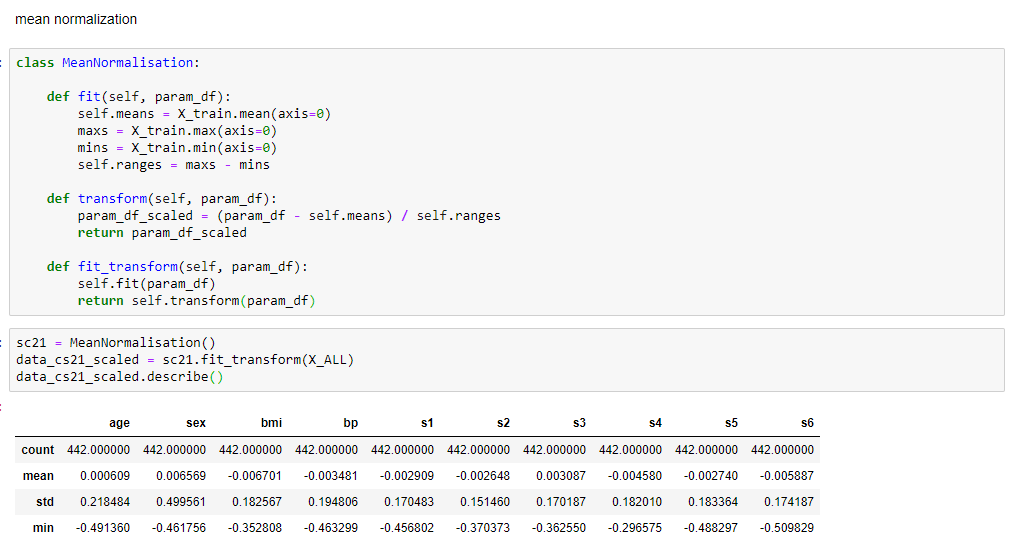 mean normalization
class MeanNormalisation:
def fit(self, param_df):
self.means = X_train.mean(axis=0)
maxs = X_train.max(axis=0)
mins = X_train.min(axis=0)
self.ranges = maxs - mins
def transform(self, param_df):
param_df_scaled = (param_df - self.means) / self.ranges
return param_df_scaled
def fit_transform(self, param_df):
self.fit(param_df)
return self.transform(param_df)
sc21 = MeanNormalisation()
data_cs21_scaled = sc21.fit_transform(X_ALL)
data_cs21_scaled.describe()
age sex bmi bp s1 s2 s3 s4 s5 s6
count 442.000000 442.000000 442.000000 442.000000 442.000000 442.000000 442.000000 442.000000 442.000000 442.000000
mean 0.000609 0.006569 -0.006701 -0.003481 -0.002909 -0.002648 0.003087 -0.004580 -0.002740 -0.005887
std 0.218484 0.499561 0.182567 0.194806 0.170483 0.151460 0.170187 0.182010 0.183364 0.174187
min -0.491360 -0.461756 -0.352808 -0.463299 -0.456802 -0.370373 -0.362550 -0.296575 -0.488297 -0.509829